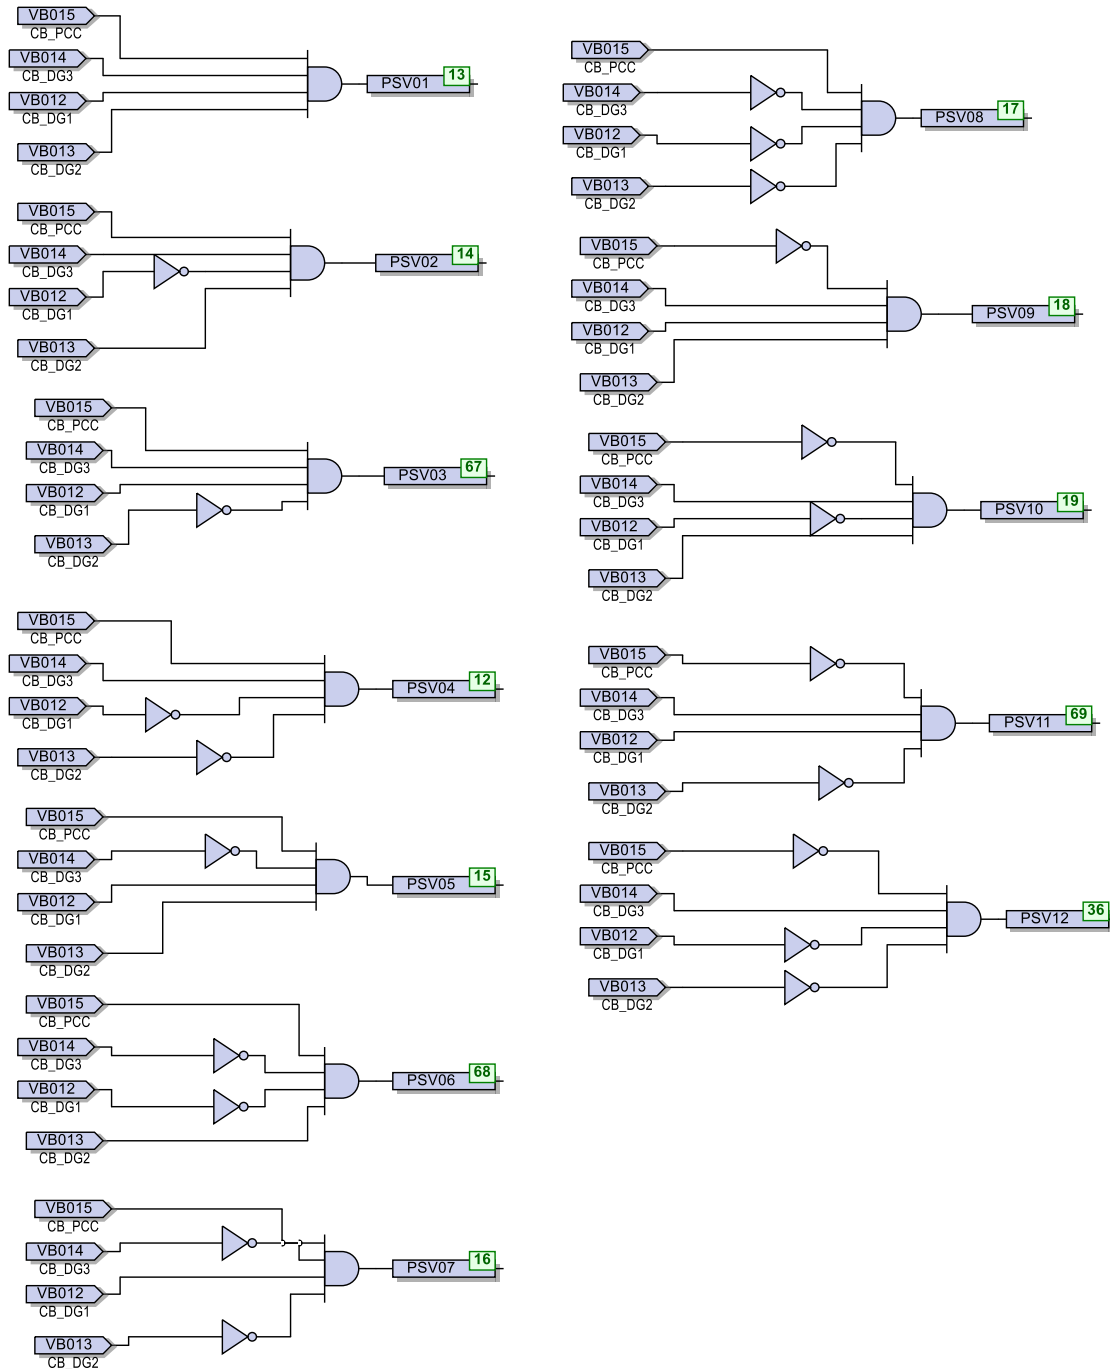 VB015
CB_PCC
VB014
CB_DG3
VB012
CB_DG1
VB013
CB_DG2
PSV01
13
VB015
CB_PCC
VB014
CB_DG3
VB012
CB_DG1
VB013
CB_DG2
PSV02
14
VB015
CB_PCC
VB014
CB_DG3
VB012
CB_DG1
VB013
CB_DG2
PSV03
67
VB015
CB_PCC
VB014
CB_DG3
VB012
CB_DG1
VB013
CB_DG2
PSV04
12
VB015
CB_PCC
VB014
CB_DG3
VB012
CB_DG1
VB013
CB_DG2
PSV05
15
VB015
CB_PCC
VB014
CB_DG3
VB012
CB_DG1
VB013
CB_DG2
PSV06
68
VB015
CB_PCC
VB014
CB_DG3
VB012
CB_DG1
VB013
CB_DG2
PSV07
16
VB015
CB_PCC
VB014
CB_DG3
VB012
CB_DG1
VB013
CB_DG2
PSV08
17
VB015
CB_PCC
VB014
CB_DG3
VB012
CB_DG1
VB013
CB_DG2
PSV09
18
VB015
CB_PCC
VB014
CB_DG3
VB012
CB_DG1
VB013
CB_DG2
PSV10
19
VB015
CB_PCC
VB014
CB_DG3
VB012
CB_DG1
VB013
CB_DG2
PSV11
69
VB015
CB_PCC
VB014
CB_DG3
VB012
CB_DG1
VB013
CB_DG2
PSV12
36